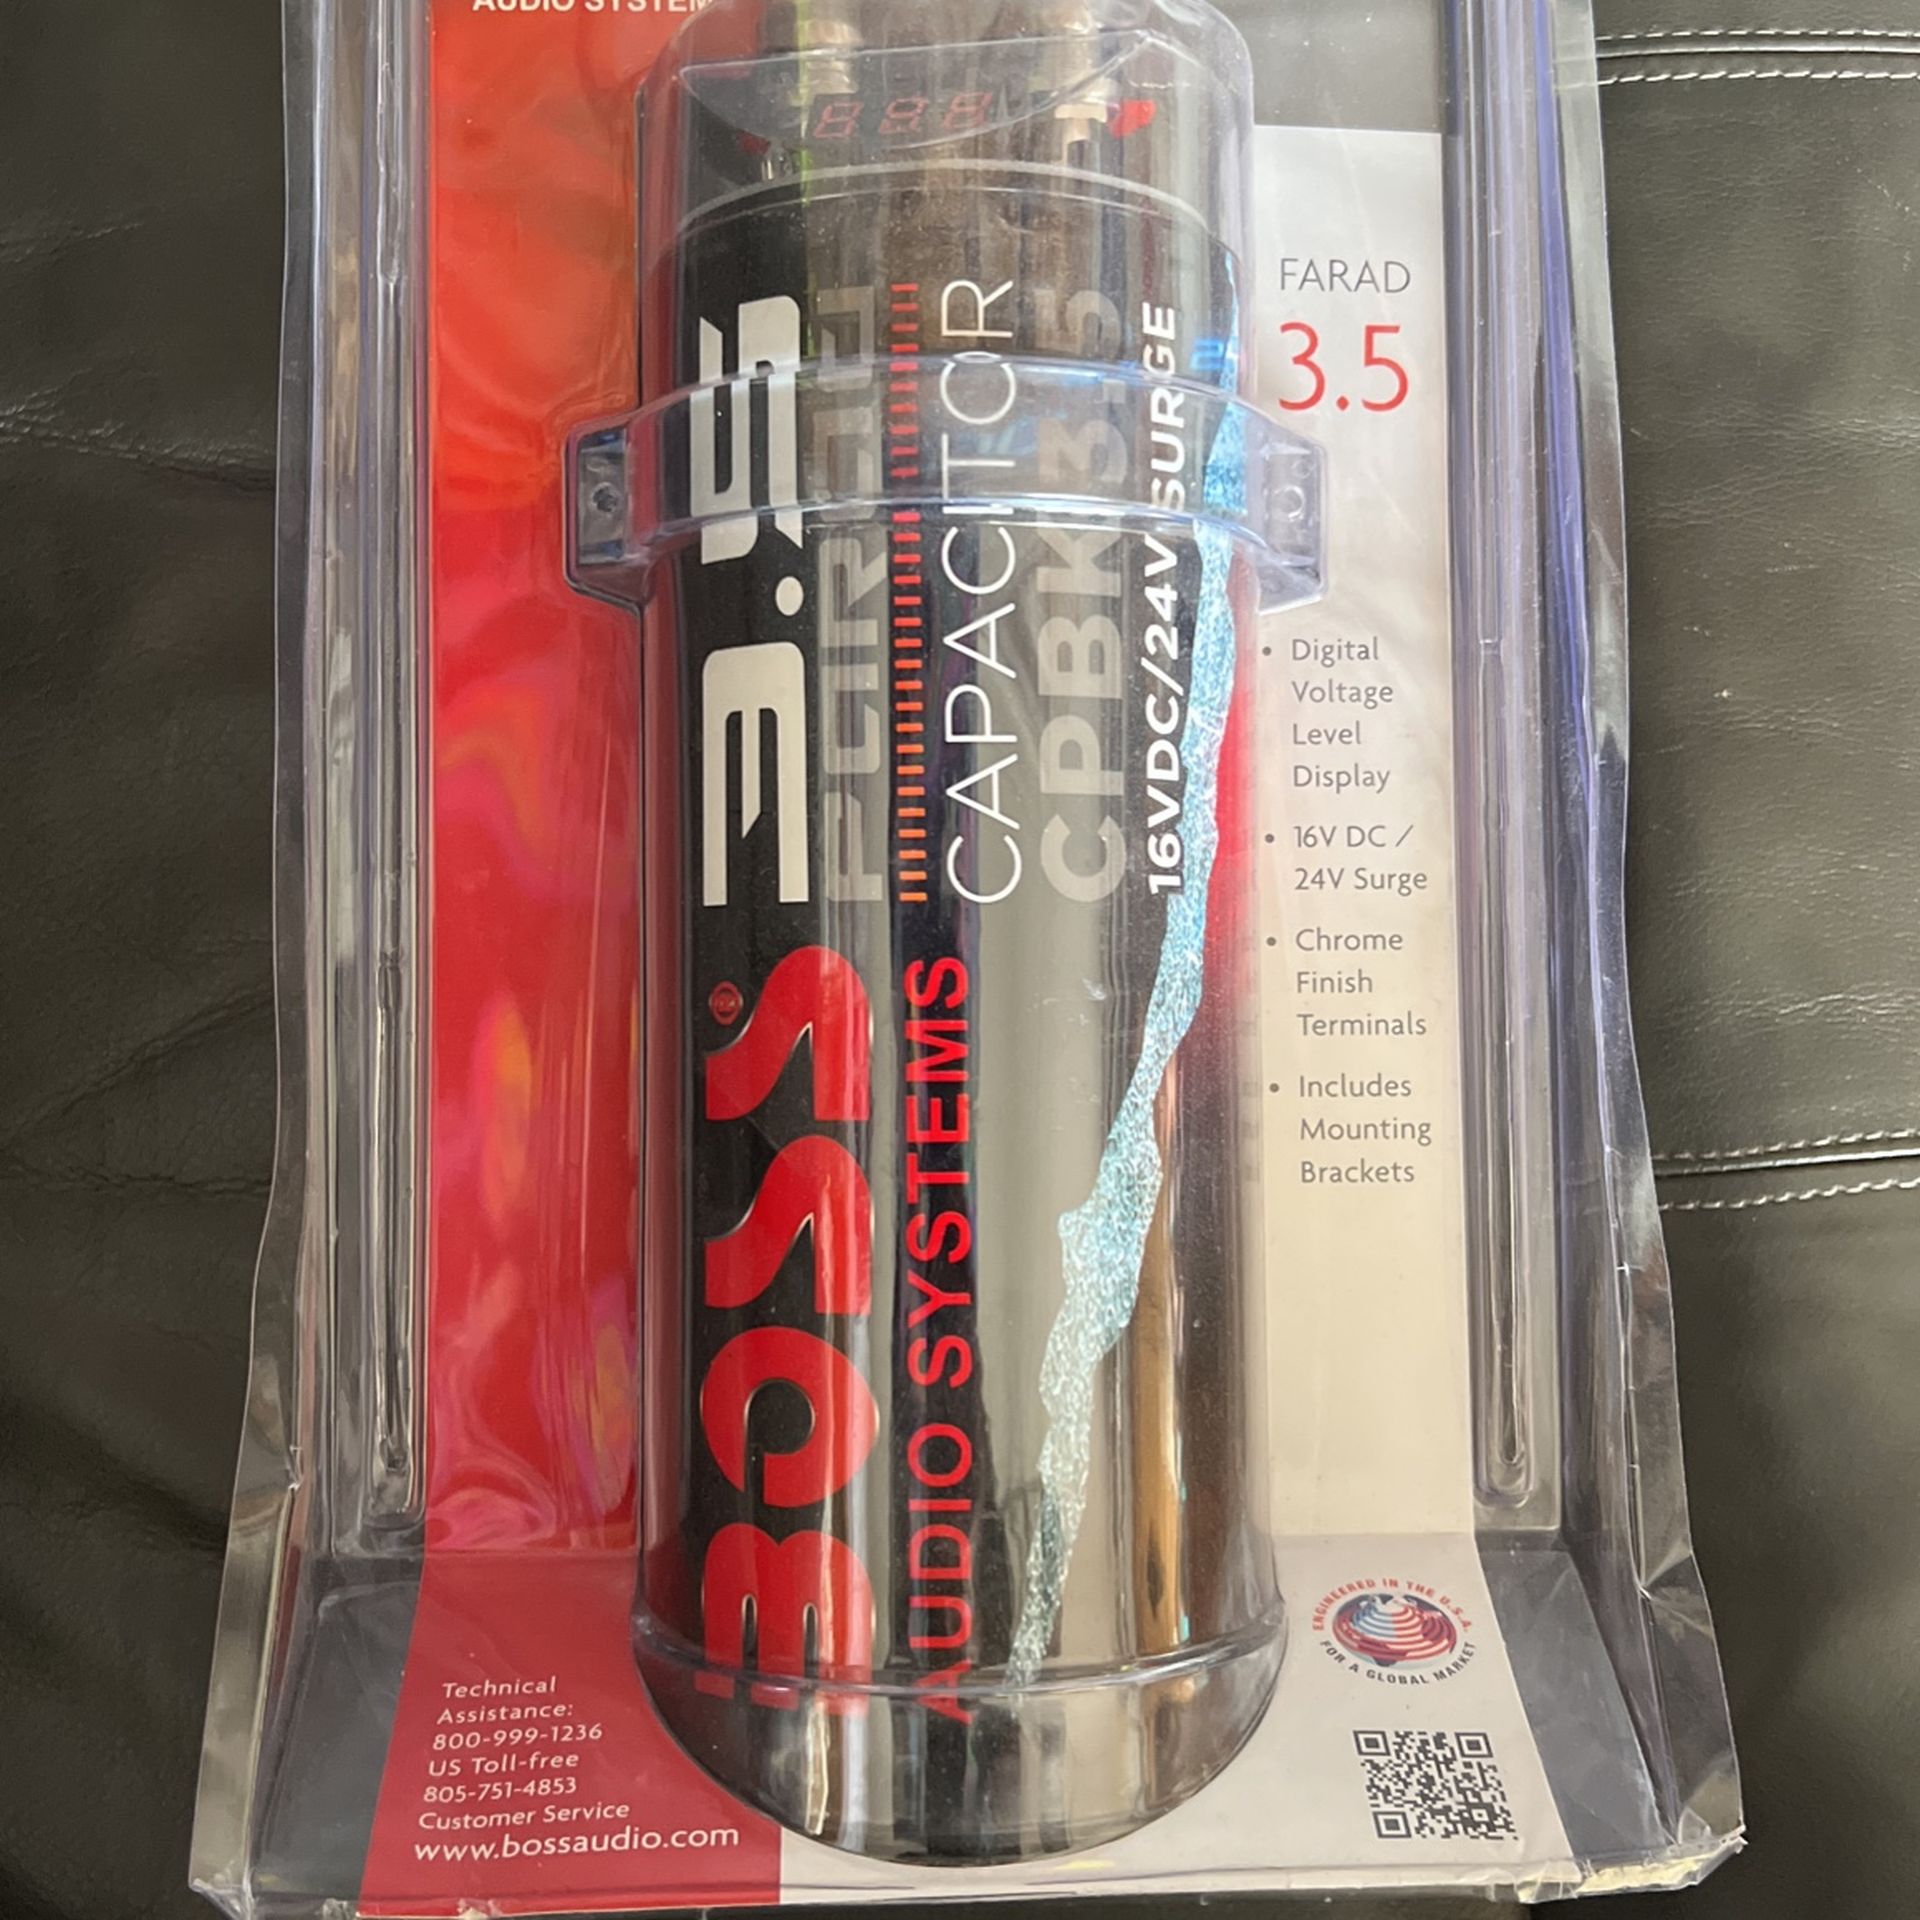 AUDIO SYSTEM
3.5
FARAD
CAPACITOR
CPBK3.5
16VDC/24V SURGE
BOSS
AUDIO SYSTEMS
FARAD
3.5
• Digital
Voltage
Level
Display
• 16V DC /
24V Surge
• Chrome
Finish
Terminals
• Includes
Mounting
Brackets
ENGINEERED IN THE U.S.A.
FOR A GLOBAL MARKET
Technical
Assistance:
800-999-1236
US Toll-free
805-751-4853
Customer Service
www.bossaudio.com